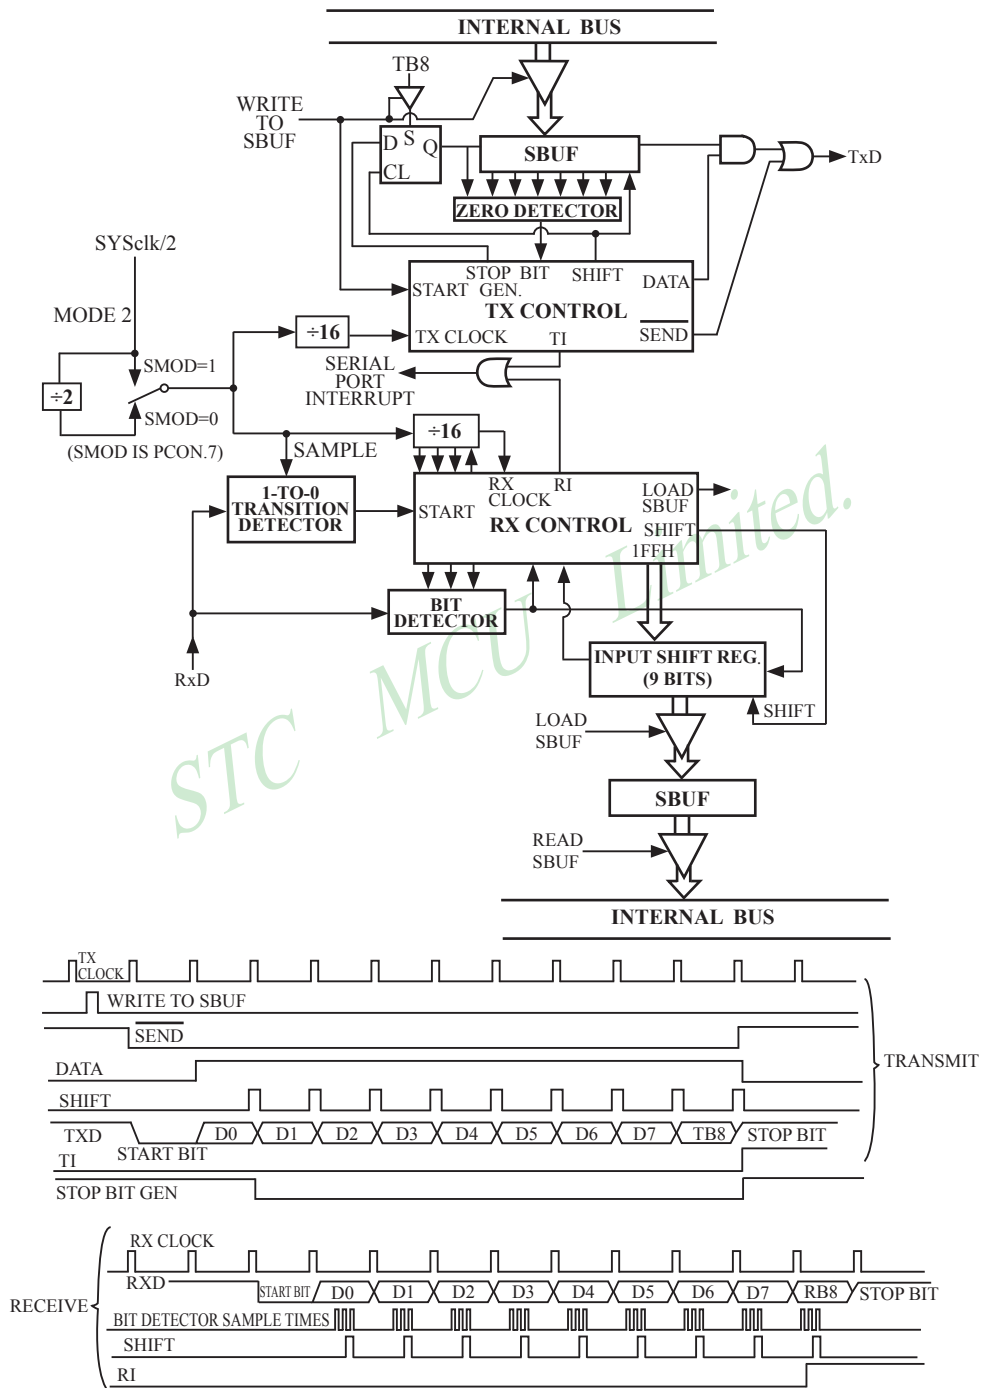 INTERNAL BUS
TB8
WRITE
TO
SBUF
D S Q
CL
SBUF
TxD
ZERO DETECTOR
SYSclk/2
STOP BIT SHIFT
START GEN. DATA
TX CONTROL
MODE 2
÷16
TX CLOCK TI SEND
SMOD=1
SERIAL
PORT
INTERRUPT
÷2
SMOD=0
(SMOD IS PCON.7)
SAMPLE
÷16
1-TO-0
TRANSITION
DETECTOR
RX RI LOAD
CLOCK SBUF
START
RX CONTROL
SHIFT
1FFH
BIT
DETECTOR
RxD
INPUT SHIFT REG.
(9 BITS)
SHIFT
LOAD
SBUF
SBUF
READ
SBUF
INTERNAL BUS
STC MCU Limited.
TX
CLOCK
WRITE TO SBUF
SEND
DATA
TRANSMIT
SHIFT
TXD
START BIT
D0 D1 D2 D3 D4 D5 D6 D7 TB8 STOP BIT
TI
STOP BIT GEN
RX CLOCK
RXD
START BIT D0 D1 D2 D3 D4 D5 D6 D7 RB8 STOP BIT
RECEIVE
BIT DETECTOR SAMPLE TIMES
SHIFT
RI